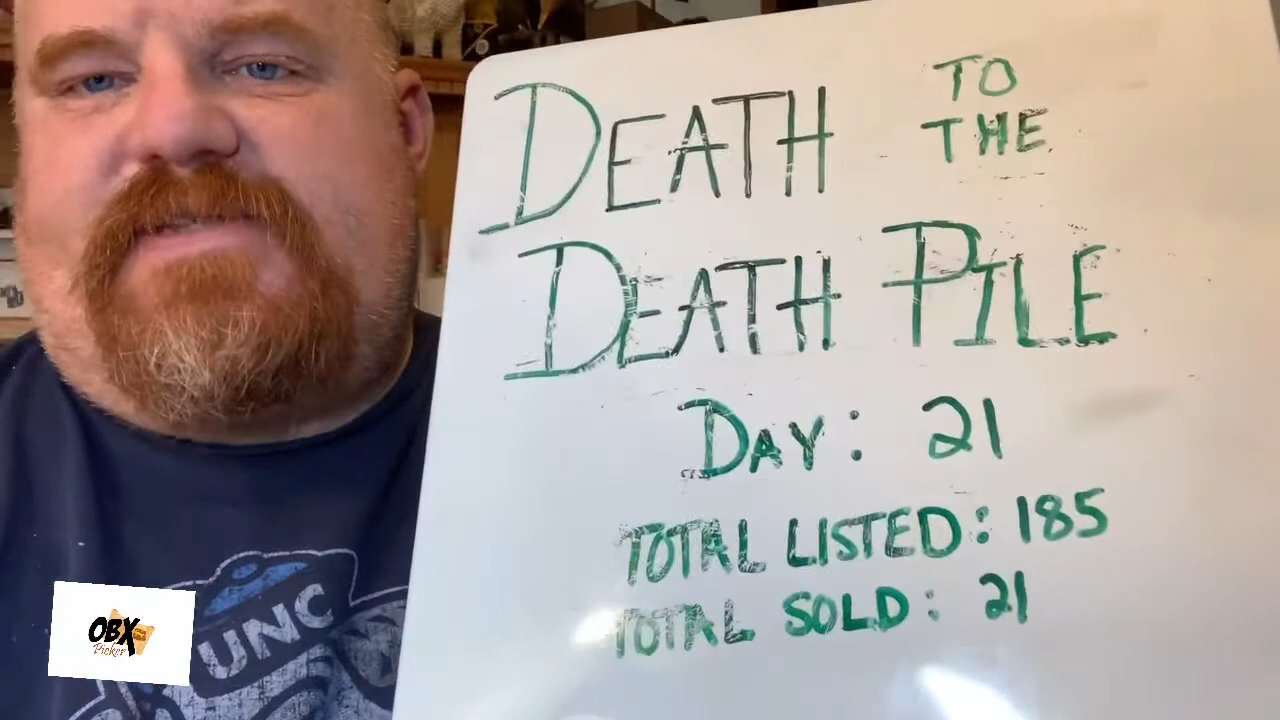 DEATH TO THE
DEATH PILE
DAY: 21
TOTAL LISTED: 185
TOTAL SOLD: 21
UNC
OBX
Picker